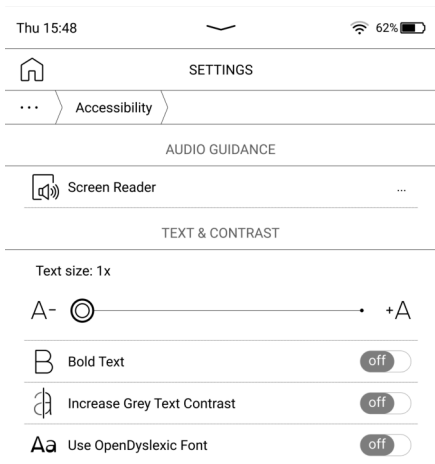 Thu 15:48 62%
SETTINGS
... Accessibility
AUDIO GUIDANCE
Screen Reader ...
TEXT & CONTRAST
Text size: 1x
A- +A
B Bold Text off
a Increase Grey Text Contrast off
Aa Use OpenDyslexic Font off